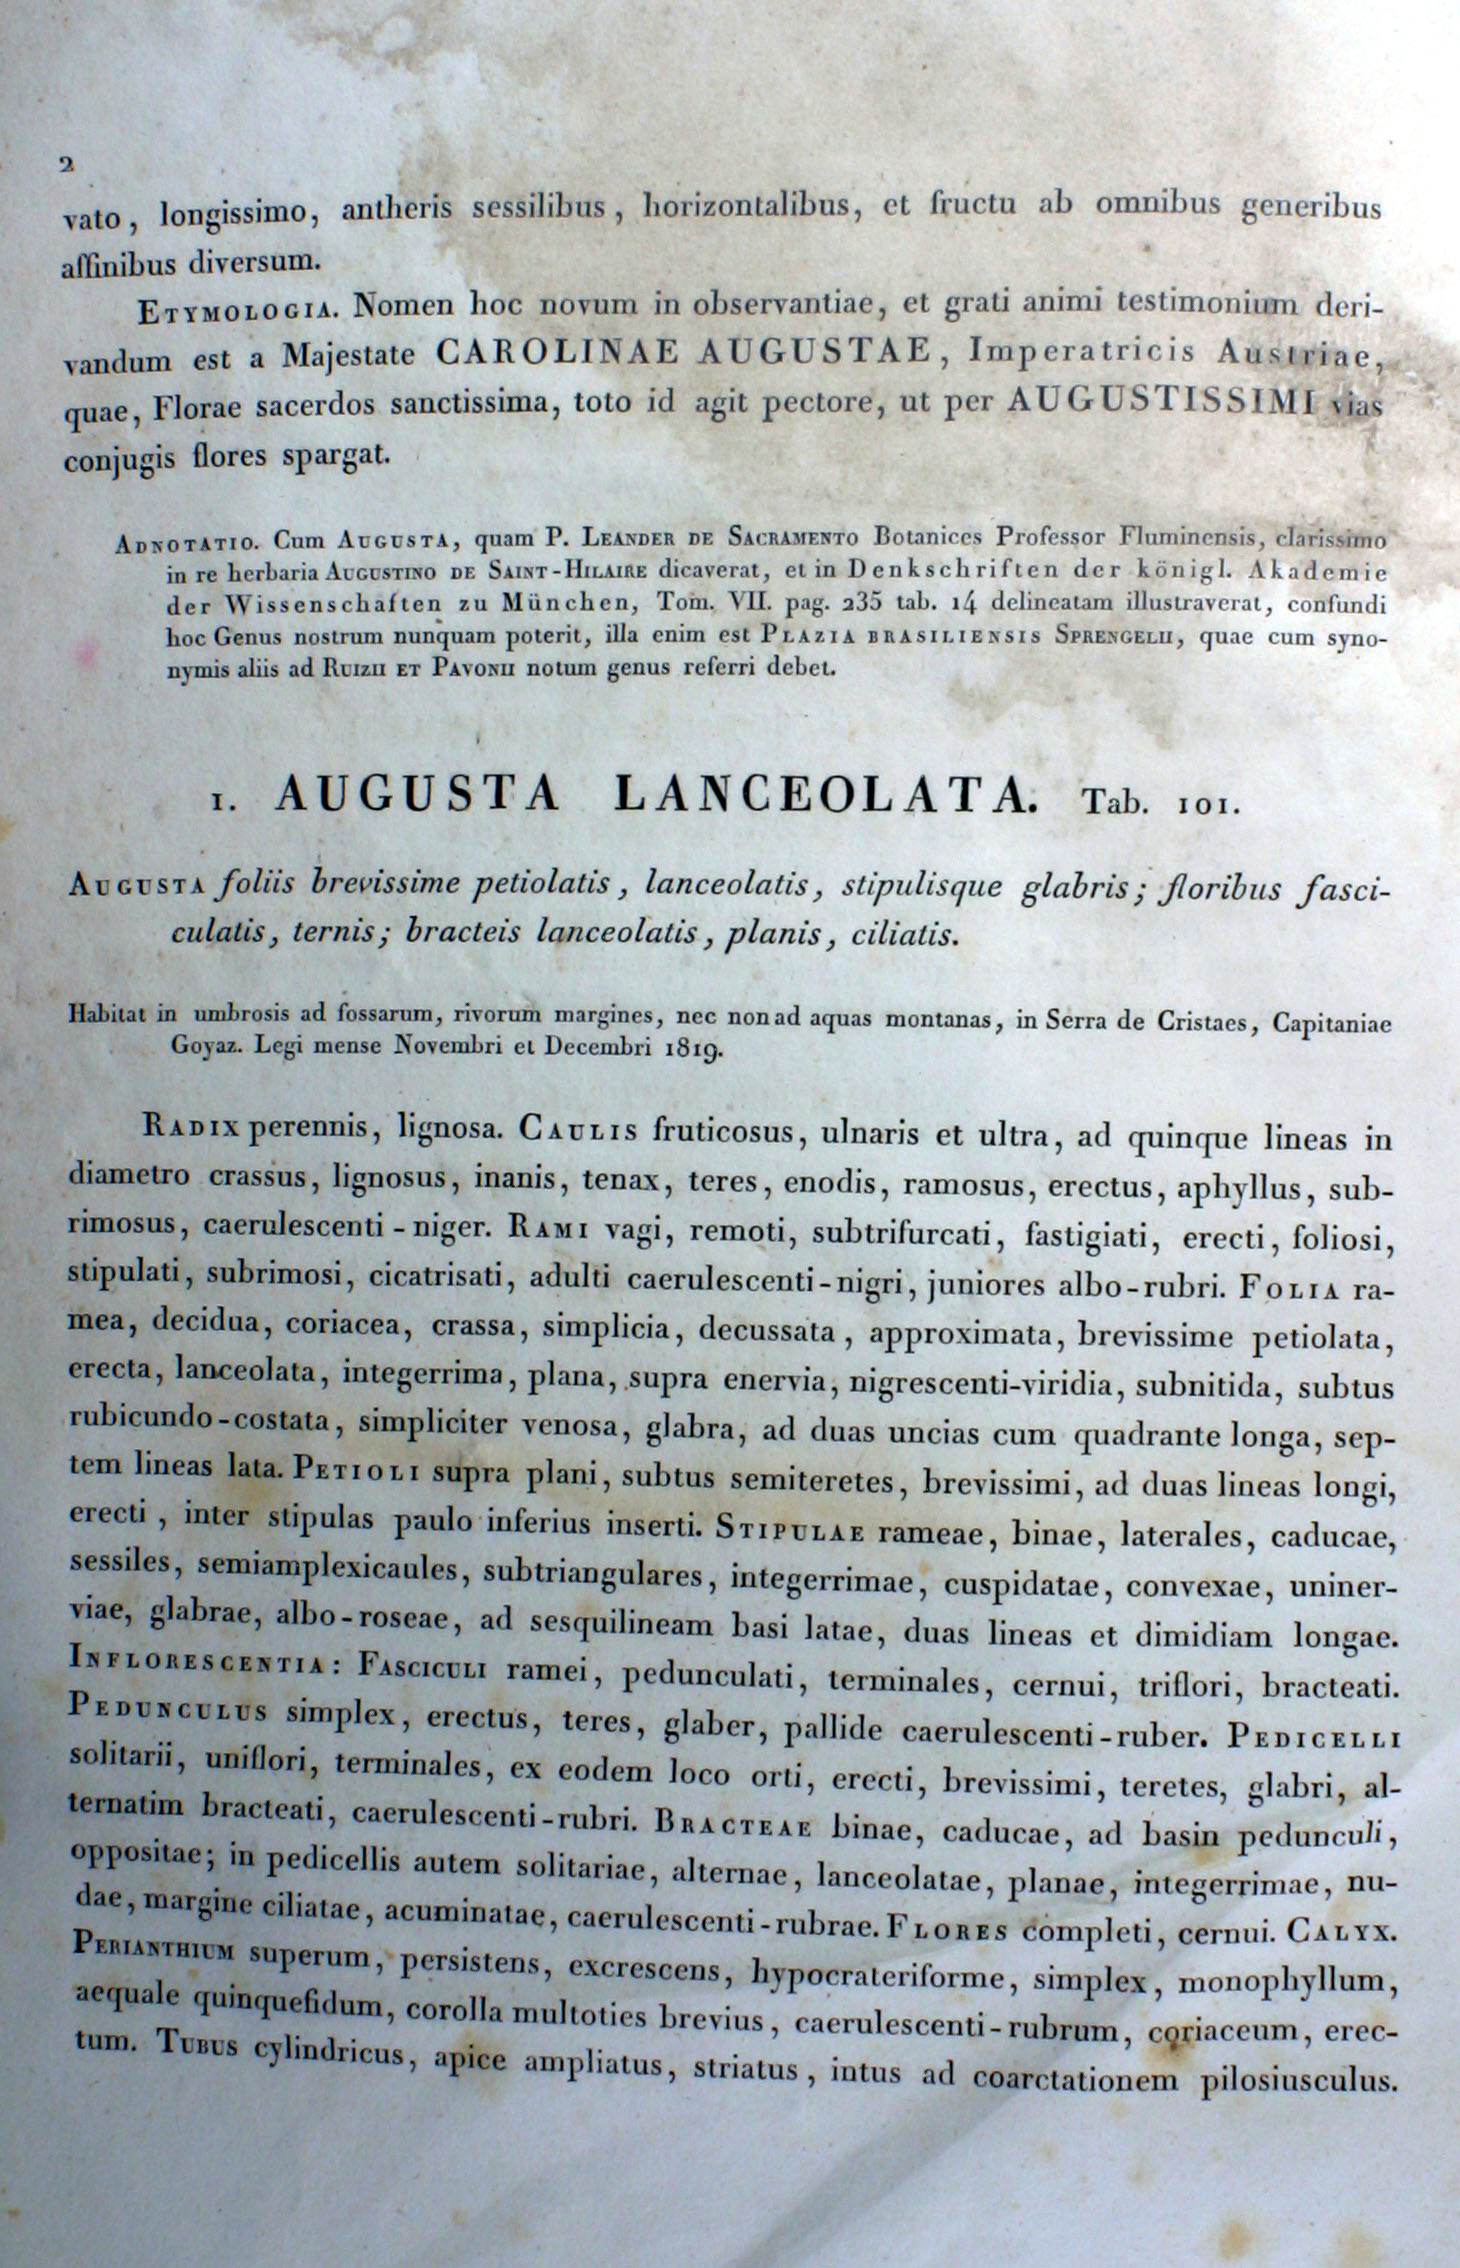 2
vato, longissimo, antheris sessilibus, horizontalibus, et fructu ab omnibus generibus
affinibus diversum.
ETYMOLOGIA. Nomen hoc novum in observantiae, et grati animi testimonium deri-
vandum est a Majestate CAROLINAE AUGUSTAE, Imperatricis Austriae,
quae, Florae sacerdos sanctissima, toto id agit pectore, ut per AUGUSTISSIMI vias
conjugis flores spargat.
ADNOTATIO. Cum AUGUSTA, quam P. LEANDER DE SACRAMENTO Botanices Professor Fluminensis, clarissimo
in re herbaria AUGUSTINO DE SAINT-HILAIRE dicaverat, et in Denkschriften der königl. Akademie
der Wissenschaften zu München, Tom. VII. pag. 235 tab. 14 delineatam illustraverat, confundi
hoc Genus nostrum nunquam poterit, illa enim est PLAZIA BRASILIENSIS SPRENGELII, quae cum syno-
nymis aliis ad RUIZII ET PAVONII notum genus referri debet.
1. AUGUSTA LANCEOLATA. Tab. 101.
AUGUSTA foliis brevissime petiolatis, lanceolatis, stipulisque glabris; floribus fasci-
culatis, ternis; bracteis lanceolatis, planis, ciliatis.
Habitat in umbrosis ad fossarum, rivorum margines, nec non ad aquas montanas, in Serra de Cristaes, Capitaniae
Goyaz. Legi mense Novembri et Decembri 1819.
RADIX perennis, lignosa. CAULIS fruticosus, ulnaris et ultra, ad quinque lineas in
diametro crassus, lignosus, inanis, tenax, teres, enodis, ramosus, erectus, aphyllus, sub-
rimosus, caerulescenti-niger. RAMI vagi, remoti, subtrifurcati, fastigiati, erecti, foliosi,
stipulati, subrimosi, cicatrisati, adulti caerulescenti-nigri, juniores albo-rubri. FOLIA ra-
mea, decidua, coriacea, crassa, simplicia, decussata, approximata, brevissime petiolata,
erecta, lanceolata, integerrima, plana, supra enervia, nigrescenti-viridia, subnitida, subtus
rubicundo-costata, simpliciter venosa, glabra, ad duas uncias cum quadrante longa, sep-
tem lineas lata. PETIOLI supra plani, subtus semiteretes, brevissimi, ad duas lineas longi,
erecti, inter stipulas paulo inferius inserti. STIPULAE rameae, binae, laterales, caducae,
sessiles, semiamplexicaules, subtriangulares, integerrimae, cuspidatae, convexae, uniner-
viae, glabrae, albo-roseae, ad sesquilineam basi latae, duas lineas et dimidiam longae.
INFLORESCENTIA: FASCICULI ramei, pedunculati, terminales, cernui, triflori, bracteati.
PEDUNCULUS simplex, erectus, teres, glaber, pallide caerulescenti-ruber. PEDICELLI
solitarii, uniflori, terminales, ex eodem loco orti, erecti, brevissimi, teretes, glabri, al-
ternatim bracteati, caerulescenti-rubri. BRACTEAE binae, caducae, ad basin pedunculi,
oppositae; in pedicellis autem solitariae, alternae, lanceolatae, planae, integerrimae, nu-
dae, margine ciliatae, acuminatae, caerulescenti-rubrae. FLORES completi, cernui. CALYX.
PERIANTHIUM superum, persistens, excrescens, hypocrateriforme, simplex, monophyllum,
aequale quinquefidum, corolla multoties brevius, caerulescenti-rubrum, coriaceum, erec-
tum. TUBUS cylindricus, apice ampliatus, striatus, intus ad coarctationem pilosiusculus.